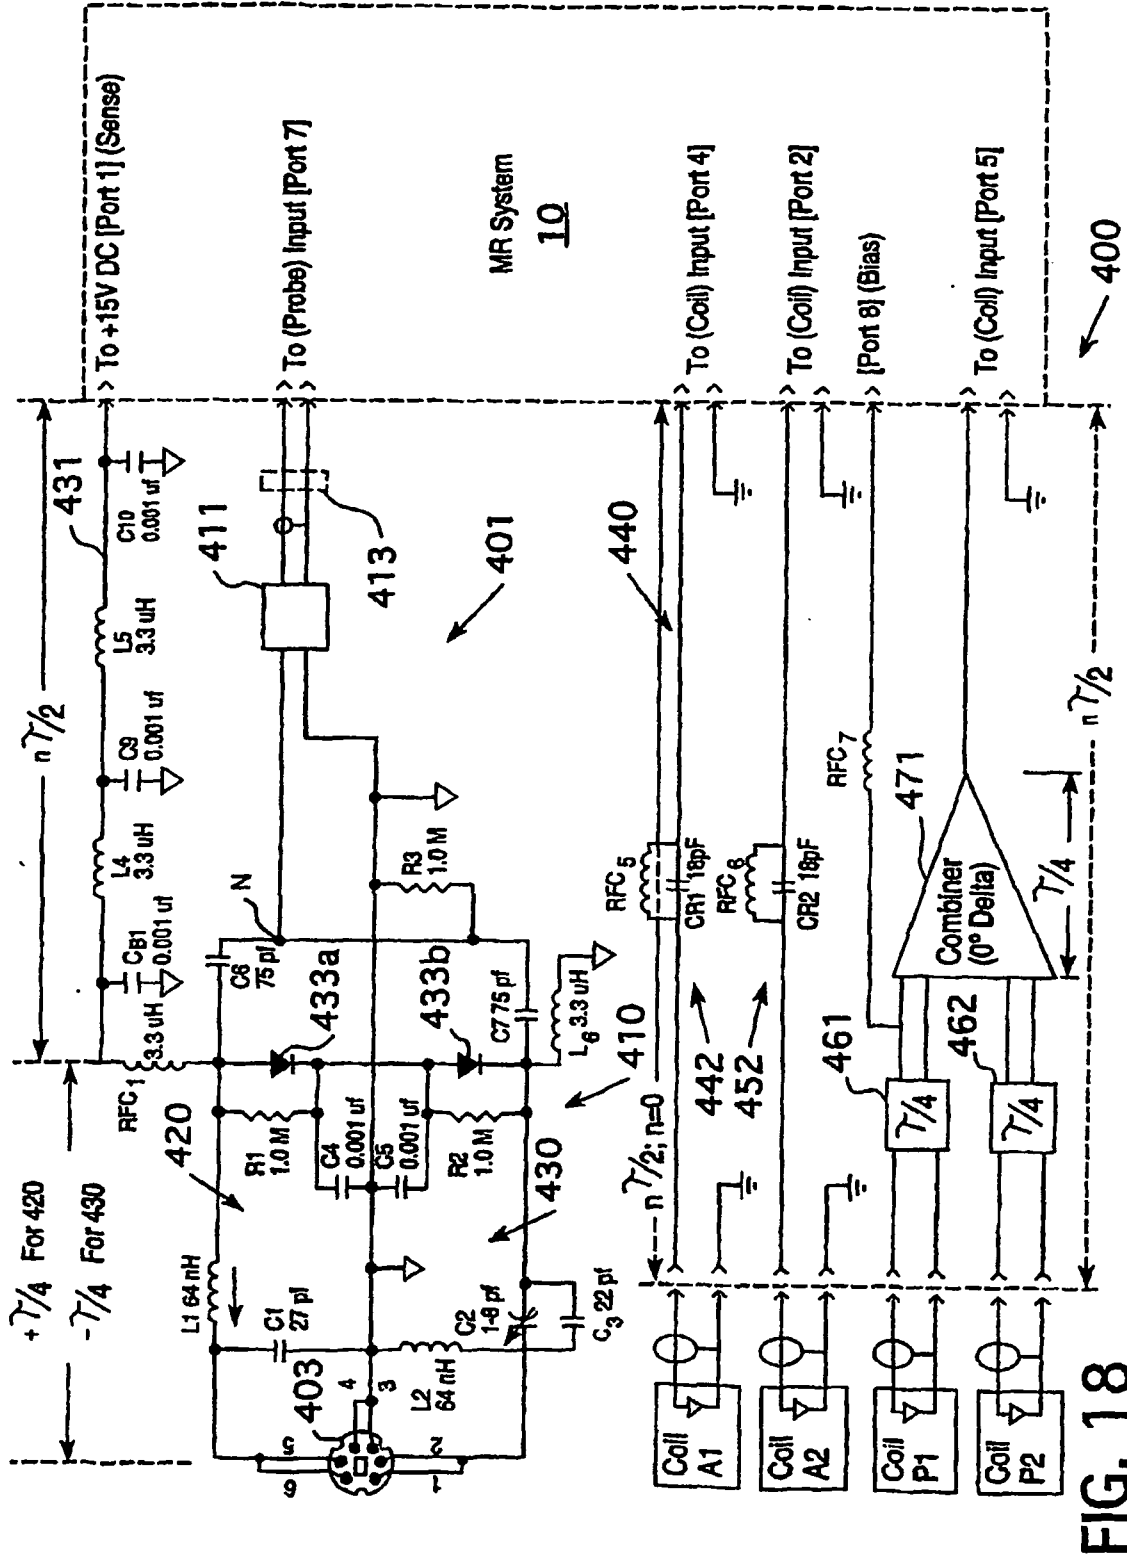 + τ/4 For 420
- τ/4 For 430
n τ/2
RFC1
3.3 uH
CB1
0.001 uf
L4
3.3 uH
C9
0.001 uf
L5
3.3 uH
C10
0.001 uf
431
To +15V DC [Port 1] (Sense)
420
L1 64 nH
C1
27 pf
R1
1.0 M
C4
0.001 uf
C5
0.001 uf
R2
1.0 M
433a
433b
C6
75 pf
N
C7 75 pf
L6 3.3 uH
R3
1.0 M
411
413
401
To (Probe) Input [Port 7]
MR System
10
403
6
5
4
3
2
1
L2
64 nH
C2
1-8 pf
C3 22 pf
430
410
n τ/2; n=0
440
RFC5
CR1 18pF
442
To (Coil) Input [Port 4]
RFC6
CR2 18pF
452
To (Coil) Input [Port 2]
RFC7
[Port 8] (Bias)
461
τ/4
462
τ/4
471
Combiner
(0° Delta)
τ/4
To (Coil) Input [Port 5]
n τ/2
400
Coil
A1
Coil
A2
Coil
P1
Coil
P2
FIG. 18